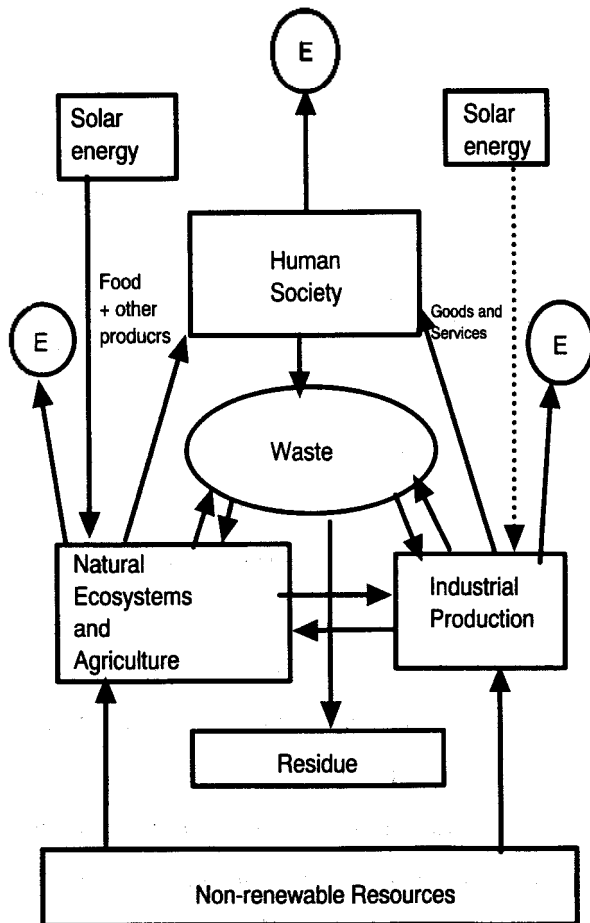 E
Solar
energy
Solar
energy
Human
Society
Food
+ other
producrs
Goods and
Services
E
E
Waste
Natural
Ecosystems
and
Agriculture
Industrial
Production
Residue
Non-renewable Resources